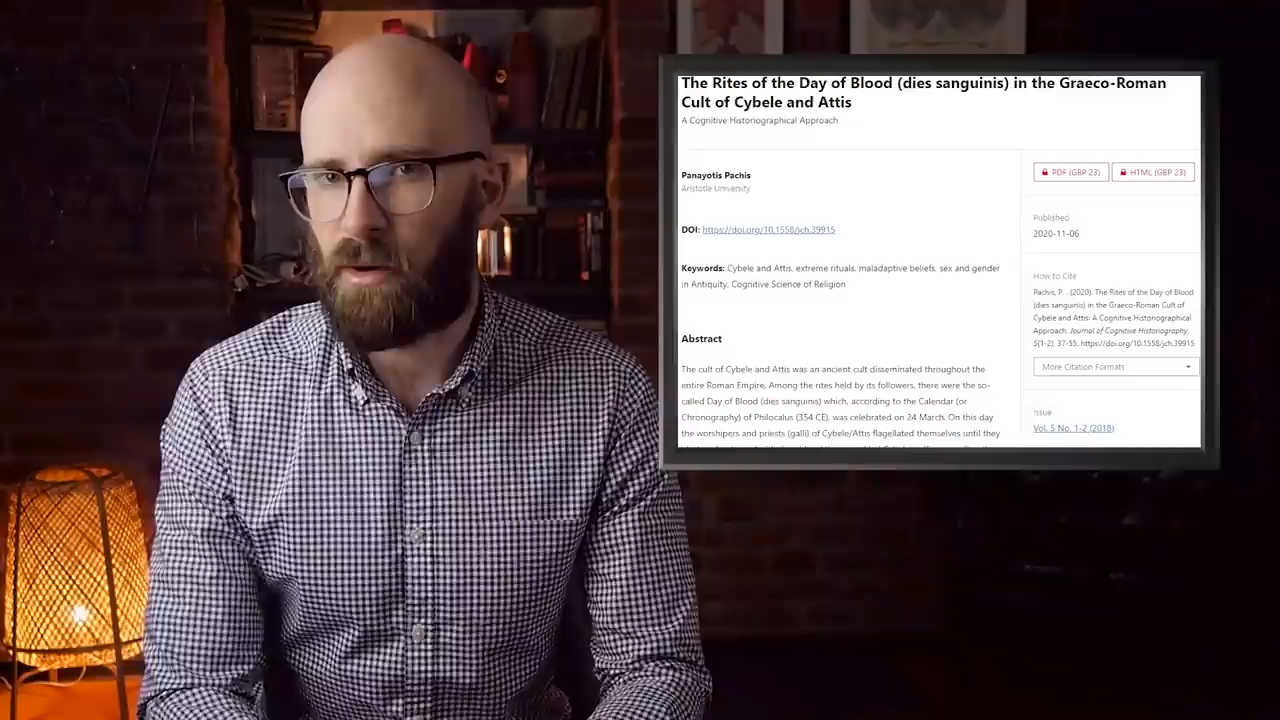 The Rites of the Day of Blood (dies sanguinis) in the Graeco-Roman
Cult of Cybele and Attis
A Cognitive Historiographical Approach
Panayotis Pachis
Aristotle University
DOI: https://doi.org/10.1558/jch.39915
Keywords: Cybele and Attis, extreme rituals, maladaptive beliefs, sex and gender
in Antiquity, Cognitive Science of Religion
Abstract
The cult of Cybele and Attis was an ancient cult disseminated throughout the
entire Roman Empire. Among the rites held by its followers, there were the so-
called Day of Blood (dies sanguinis) which, according to the Calendar (or
Chronography) of Philocalus (354 CE), was celebrated on 24 March. On this day
the worshipers and priests (galli) of Cybele/Attis flagellated themselves until they
PDF (GBP 23)
HTML (GBP 23)
Published
2020-11-06
How to Cite
Pachis, P. . (2020). The Rites of the Day of Blood
(dies sanguinis) in the Graeco-Roman Cult of
Cybele and Attis: A Cognitive Historiographical
Approach. Journal of Cognitive Historiography,
5(1-2), 37-55. https://doi.org/10.1558/jch.39915
More Citation Formats
Issue
Vol. 5 No. 1-2 (2018)